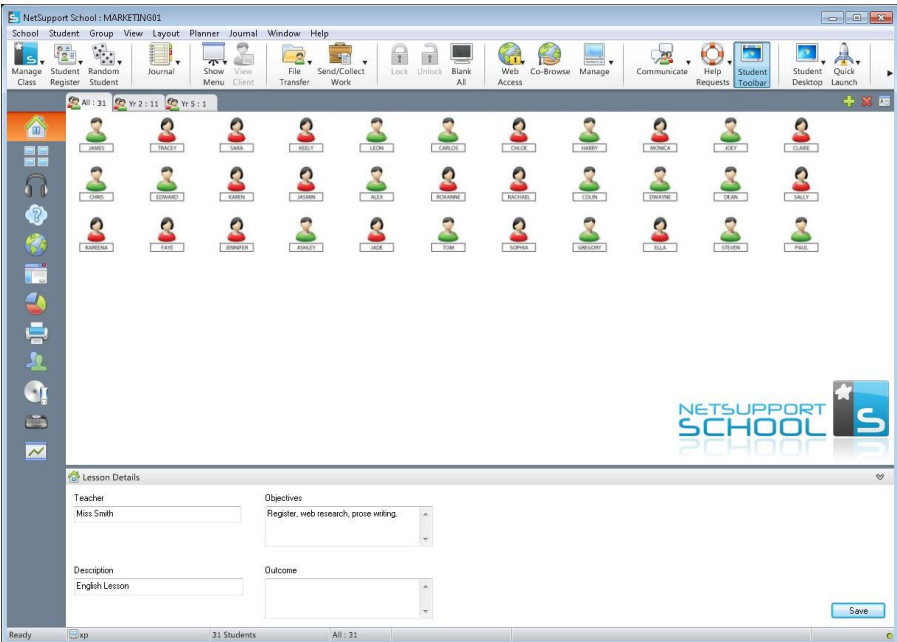 NetSupport School : MARKETING01
School Student Group View Layout Planner Journal Window Help
Manage Class
Student Register
Random Student
Journal
Show Menu
View Client
File Transfer
Send/Collect Work
Lock
Unlock
Blank All
Web Access
Co-Browse
Manage
Communicate
Help Requests
Student Toolbar
Student Desktop
Quick Launch
All : 31
Yr 2 : 11
Yr 5 : 1
JAMES TRACEY SARA KEELY LEON CARLOS CHLOE HARRY MONICA JOEY CLAIRE
CHRIS EDWARD KAREN JASMIN ALEX ROXANNE RACHAEL COLIN DWAYNE DEAN SALLY
KAREENA FAYE JENNIFER ASHLEY JADE TOM SOPHIA GREGORY ELLA STEVEN PAUL
NETSUPPORT
SCHOOL
S
Lesson Details
Teacher
Miss Smith
Objectives
Register, web research, prose writing.
Description
English Lesson
Outcome
Save
Ready xp 31 Students All : 31